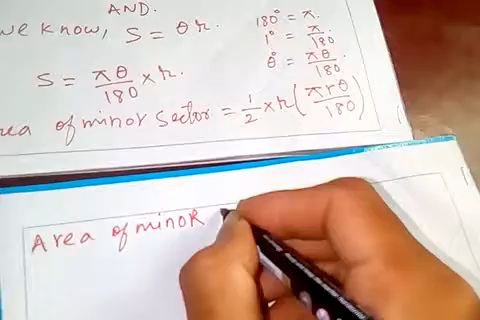 AND.
we know, S = θr.
180° = π.
1° = π/180
θ° = πθ/180.
S = πθ/180 × r.
rea of minor sector = 1/2 × r (πrθ/180)
Area of minor